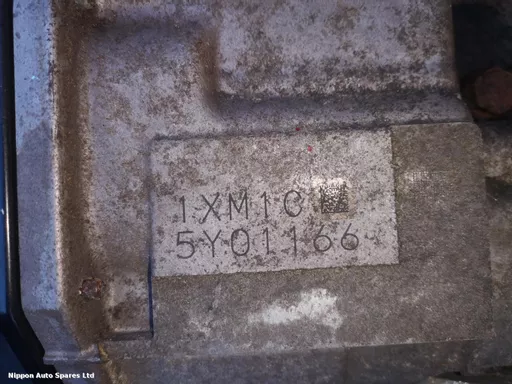 1XM1C
5Y01166
Nippon Auto Spares Ltd